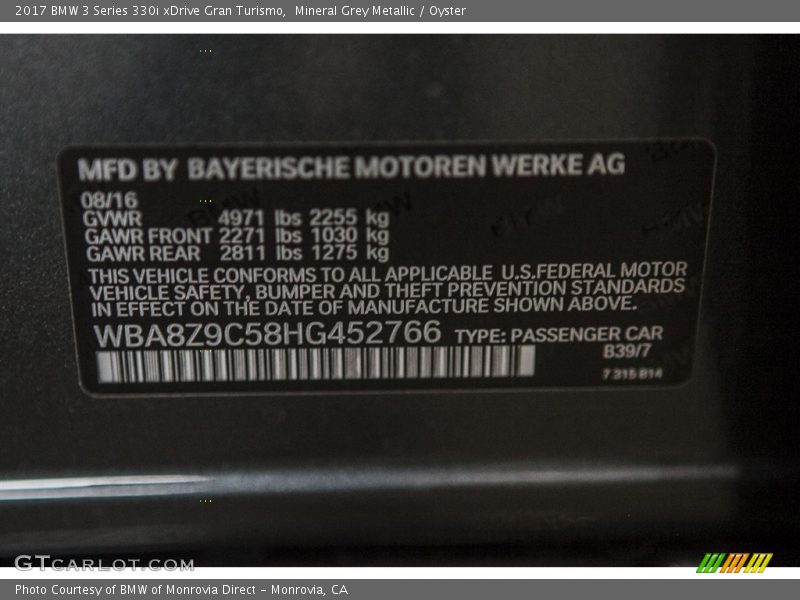 2017 BMW 3 Series 330i xDrive Gran Turismo, Mineral Grey Metallic / Oyster
MFD BY BAYERISCHE MOTOREN WERKE AG
08/16
GVWR 4971 lbs 2255 kg
GAWR FRONT 2271 lbs 1030 kg
GAWR REAR 2811 lbs 1275 kg
THIS VEHICLE CONFORMS TO ALL APPLICABLE U.S.FEDERAL MOTOR
VEHICLE SAFETY, BUMPER AND THEFT PREVENTION STANDARDS
IN EFFECT ON THE DATE OF MANUFACTURE SHOWN ABOVE.
WBA8Z9C58HG452766 TYPE: PASSENGER CAR
B39/7
7 315 814
GTCARLOT.COM
Photo Courtesy of BMW of Monrovia Direct - Monrovia, CA